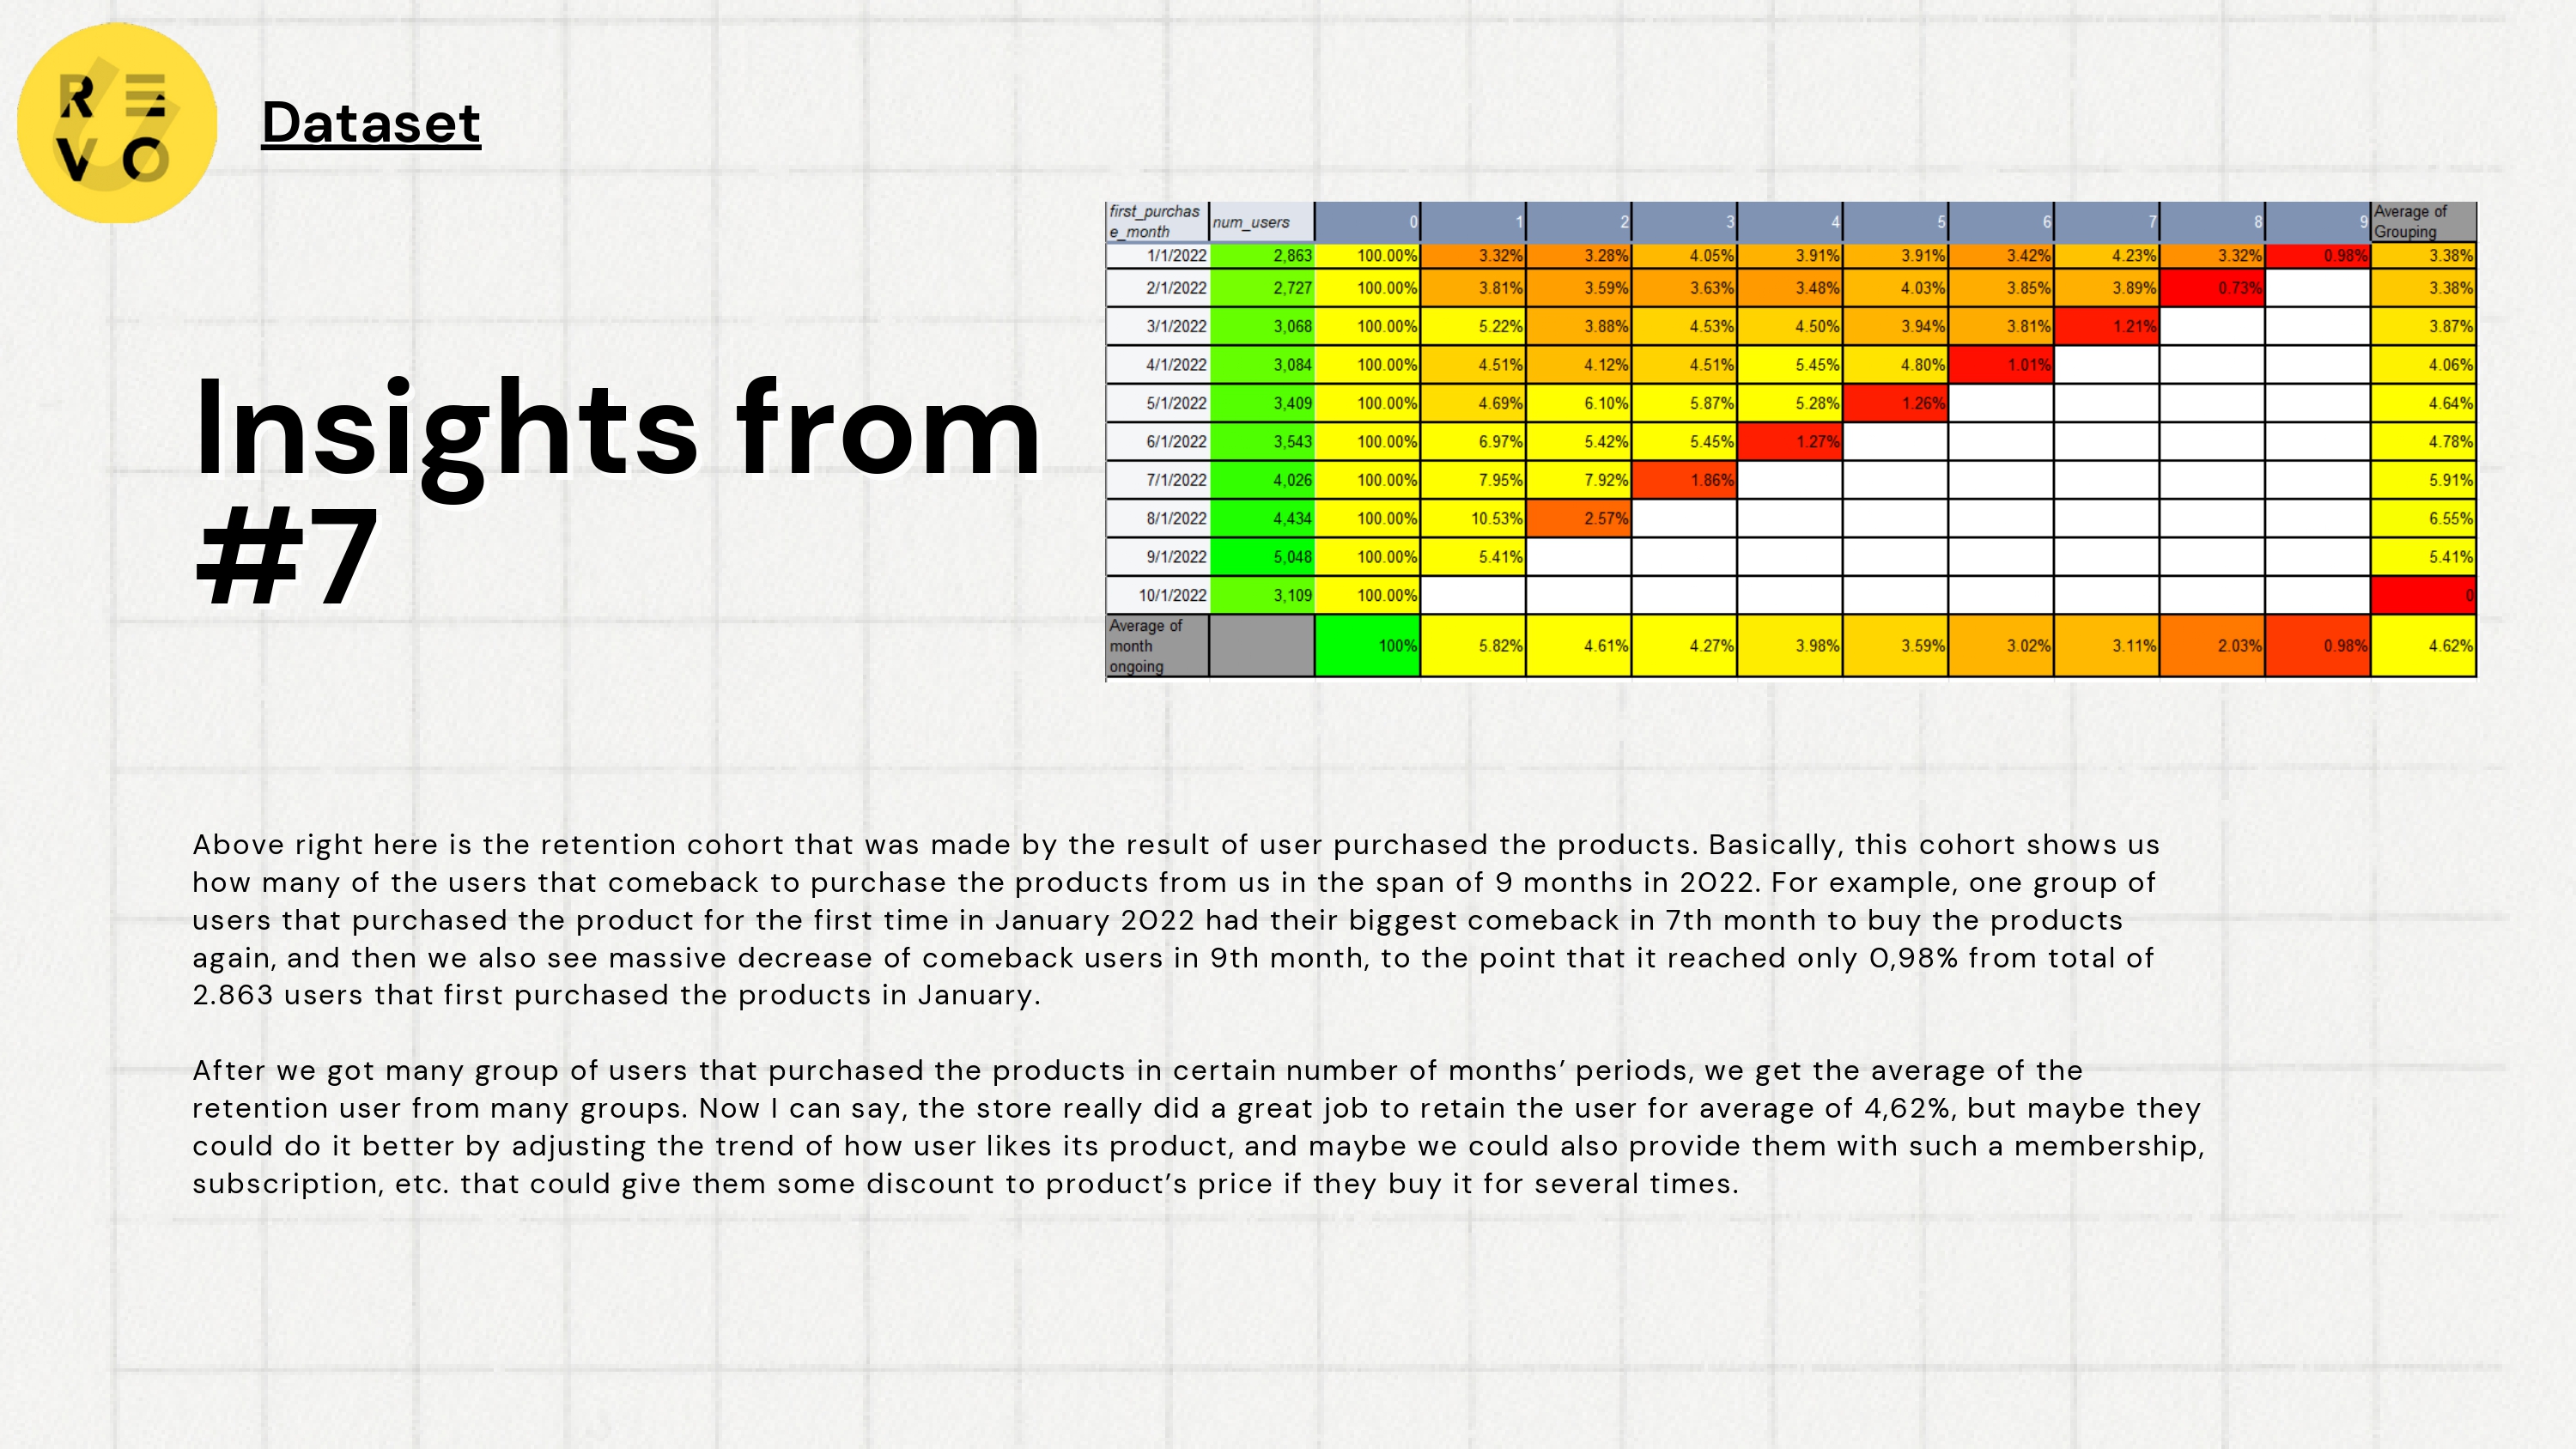 R E
V O
Dataset
Insights from
#7
first_purchas
e_month num_users 0 1 2 3 4 5 6 7 8 9 Average of
Grouping
1/1/2022 2,863 100.00% 3.32% 3.28% 4.05% 3.91% 3.91% 3.42% 4.23% 3.32% 0.98% 3.38%
2/1/2022 2,727 100.00% 3.81% 3.59% 3.63% 3.48% 4.03% 3.85% 3.89% 0.73% 3.38%
3/1/2022 3,068 100.00% 5.22% 3.88% 4.53% 4.50% 3.94% 3.81% 1.21% 3.87%
4/1/2022 3,084 100.00% 4.51% 4.12% 4.51% 5.45% 4.80% 1.01% 4.06%
5/1/2022 3,409 100.00% 4.69% 6.10% 5.87% 5.28% 1.26% 4.64%
6/1/2022 3,543 100.00% 6.97% 5.42% 5.45% 1.27% 4.78%
7/1/2022 4,026 100.00% 7.95% 7.92% 1.86% 5.91%
8/1/2022 4,434 100.00% 10.53% 2.57% 6.55%
9/1/2022 5,048 100.00% 5.41% 5.41%
10/1/2022 3,109 100.00% 0
Average of
month
ongoing 100% 5.82% 4.61% 4.27% 3.98% 3.59% 3.02% 3.11% 2.03% 0.98% 4.62%
Above right here is the retention cohort that was made by the result of user purchased the products. Basically, this cohort shows us
how many of the users that comeback to purchase the products from us in the span of 9 months in 2022. For example, one group of
users that purchased the product for the first time in January 2022 had their biggest comeback in 7th month to buy the products
again, and then we also see massive decrease of comeback users in 9th month, to the point that it reached only 0,98% from total of
2.863 users that first purchased the products in January.
After we got many group of users that purchased the products in certain number of months’ periods, we get the average of the
retention user from many groups. Now I can say, the store really did a great job to retain the user for average of 4,62%, but maybe they
could do it better by adjusting the trend of how user likes its product, and maybe we could also provide them with such a membership,
subscription, etc. that could give them some discount to product’s price if they buy it for several times.